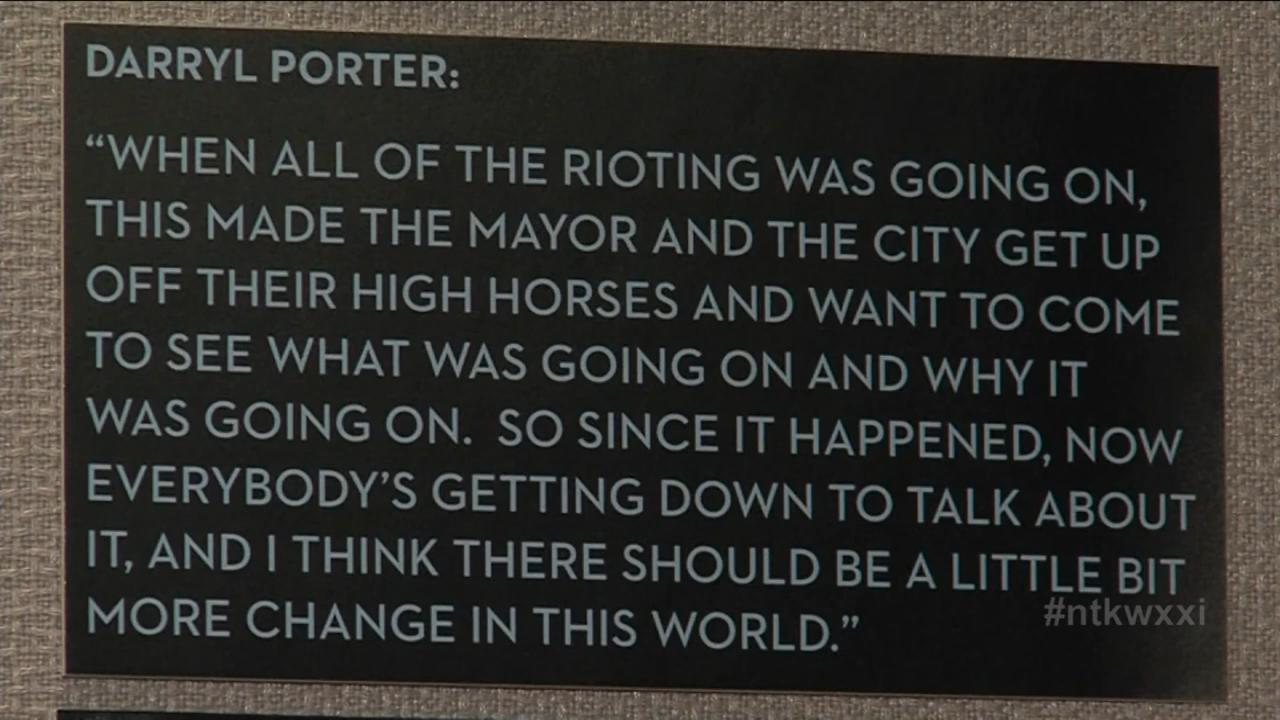 DARRYL PORTER:
“WHEN ALL OF THE RIOTING WAS GOING ON,
THIS MADE THE MAYOR AND THE CITY GET UP
OFF THEIR HIGH HORSES AND WANT TO COME
TO SEE WHAT WAS GOING ON AND WHY IT
WAS GOING ON.  SO SINCE IT HAPPENED, NOW
EVERYBODY’S GETTING DOWN TO TALK ABOUT
IT, AND I THINK THERE SHOULD BE A LITTLE BIT
MORE CHANGE IN THIS WORLD.”
#ntkwxxi